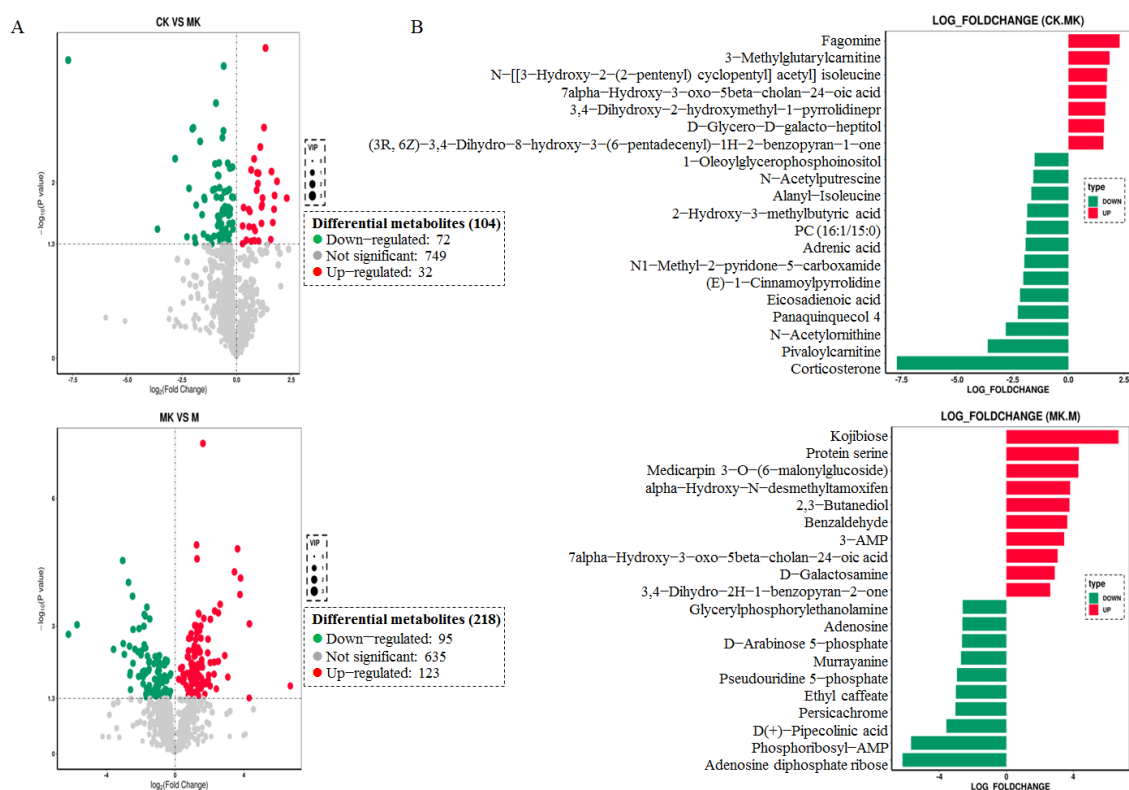 A
CK VS MK
−log₁₀(P value)
2
1.3
0
-7.5
-5.0
-2.5
0.0
2.5
log₂(Fold Change)
VIP
Differential metabolites (104)
Down−regulated: 72
Not significant: 749
Up−regulated: 32
B
LOG_FOLDCHANGE (CK.MK)
Fagomine
3−Methylglutarylcarnitine
N−[[3−Hydroxy−2−(2−pentenyl) cyclopentyl] acetyl] isoleucine
7alpha−Hydroxy−3−oxo−5beta−cholan−24−oic acid
3,4−Dihydroxy−2−hydroxymethyl−1−pyrrolidinepr
D−Glycero−D−galacto−heptitol
(3R, 6Z)−3,4−Dihydro−8−hydroxy−3−(6−pentadecenyl)−1H−2−benzopyran−1−one
1−Oleoylglycerophosphoinositol
N−Acetylputrescine
Alanyl−Isoleucine
2−Hydroxy−3−methylbutyric acid
PC (16:1/15:0)
Adrenic acid
N1−Methyl−2−pyridone−5−carboxamide
(E)−1−Cinnamoylpyrrolidine
Eicosadienoic acid
Panaquinquecol 4
N−Acetylornithine
Pivaloylcarnitine
Corticosterone
type
DOWN
UP
-7.5
-5.0
-2.5
0.0
2.5
LOG_FOLDCHANGE
MK VS M
−log₁₀(P value)
6
3
1.3
0
-4
0
4
log₂(Fold Change)
VIP
Differential metabolites (218)
Down−regulated: 95
Not significant: 635
Up−regulated: 123
LOG_FOLDCHANGE (MK.M)
Kojibiose
Protein serine
Medicarpin 3−O−(6−malonylglucoside)
alpha−Hydroxy−N−desmethyltamoxifen
2,3−Butanediol
Benzaldehyde
3−AMP
7alpha−Hydroxy−3−oxo−5beta−cholan−24−oic acid
D−Galactosamine
3,4−Dihydro−2H−1−benzopyran−2−one
Glycerylphosphorylethanolamine
Adenosine
D−Arabinose 5−phosphate
Murrayanine
Pseudouridine 5−phosphate
Ethyl caffeate
Persicachrome
D(+)−Pipecolinic acid
Phosphoribosyl−AMP
Adenosine diphosphate ribose
type
DOWN
UP
-4
0
4
LOG_FOLDCHANGE